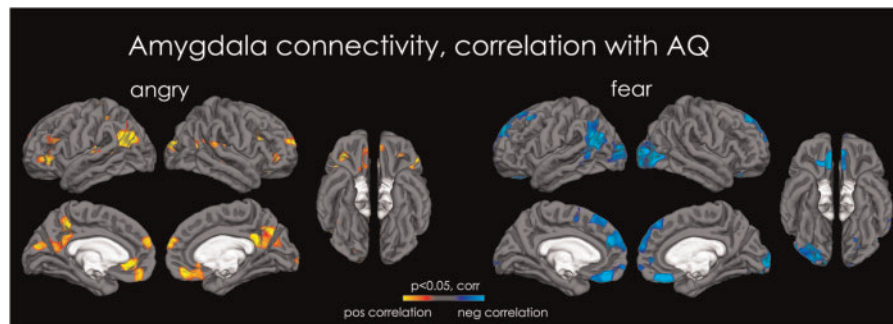 Amygdala connectivity, correlation with AQ
angry
fear
p<0.05, corr
pos correlation
neg correlation